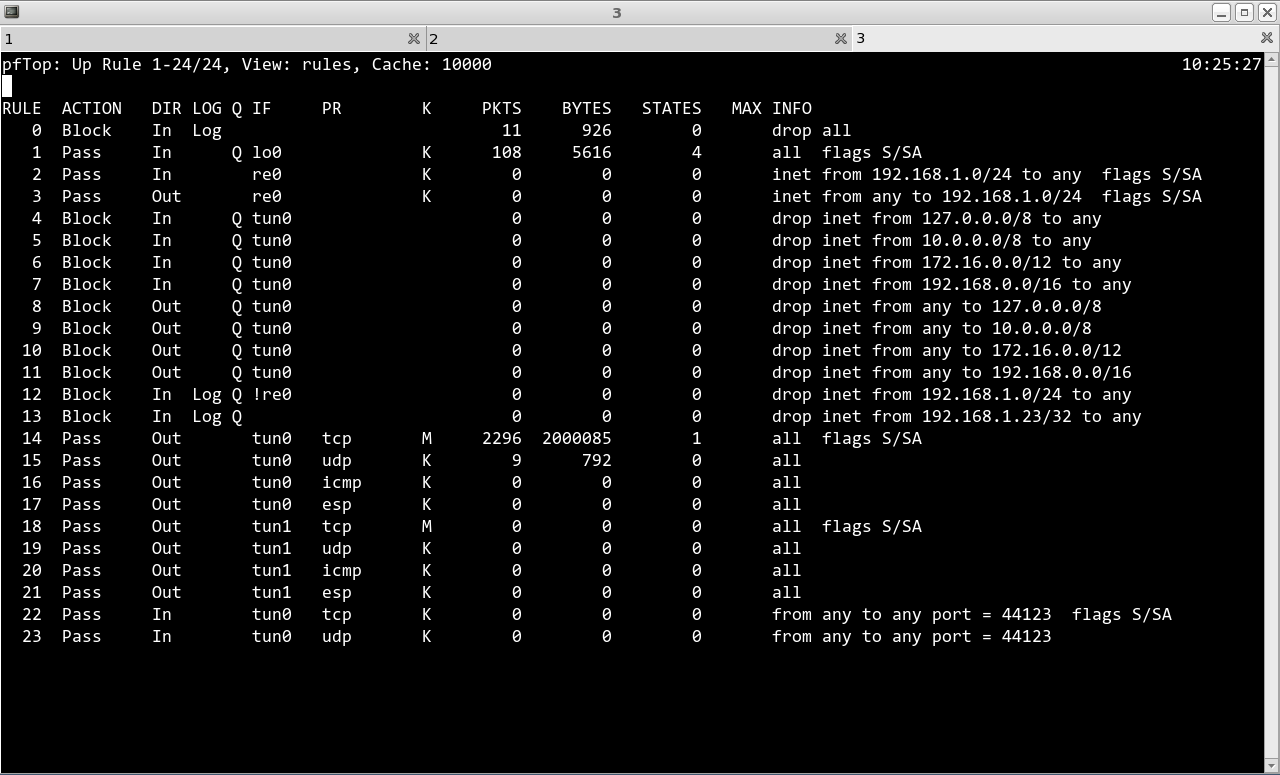 3
1 2 3
pfTop: Up Rule 1-24/24, View: rules, Cache: 10000 10:25:27
RULE ACTION DIR LOG Q IF PR K PKTS BYTES STATES MAX INFO
0 Block In Log 11 926 0 drop all
1 Pass In Q lo0 K 108 5616 4 all flags S/SA
2 Pass In re0 K 0 0 0 inet from 192.168.1.0/24 to any flags S/SA
3 Pass Out re0 K 0 0 0 inet from any to 192.168.1.0/24 flags S/SA
4 Block In Q tun0 0 0 0 drop inet from 127.0.0.0/8 to any
5 Block In Q tun0 0 0 0 drop inet from 10.0.0.0/8 to any
6 Block In Q tun0 0 0 0 drop inet from 172.16.0.0/12 to any
7 Block In Q tun0 0 0 0 drop inet from 192.168.0.0/16 to any
8 Block Out Q tun0 0 0 0 drop inet from any to 127.0.0.0/8
9 Block Out Q tun0 0 0 0 drop inet from any to 10.0.0.0/8
10 Block Out Q tun0 0 0 0 drop inet from any to 172.16.0.0/12
11 Block Out Q tun0 0 0 0 drop inet from any to 192.168.0.0/16
12 Block In Log Q !re0 0 0 0 drop inet from 192.168.1.0/24 to any
13 Block In Log Q 0 0 0 drop inet from 192.168.1.23/32 to any
14 Pass Out tun0 tcp M 2296 2000085 1 all flags S/SA
15 Pass Out tun0 udp K 9 792 0 all
16 Pass Out tun0 icmp K 0 0 0 all
17 Pass Out tun0 esp K 0 0 0 all
18 Pass Out tun1 tcp M 0 0 0 all flags S/SA
19 Pass Out tun1 udp K 0 0 0 all
20 Pass Out tun1 icmp K 0 0 0 all
21 Pass Out tun1 esp K 0 0 0 all
22 Pass In tun0 tcp K 0 0 0 from any to any port = 44123 flags S/SA
23 Pass In tun0 udp K 0 0 0 from any to any port = 44123